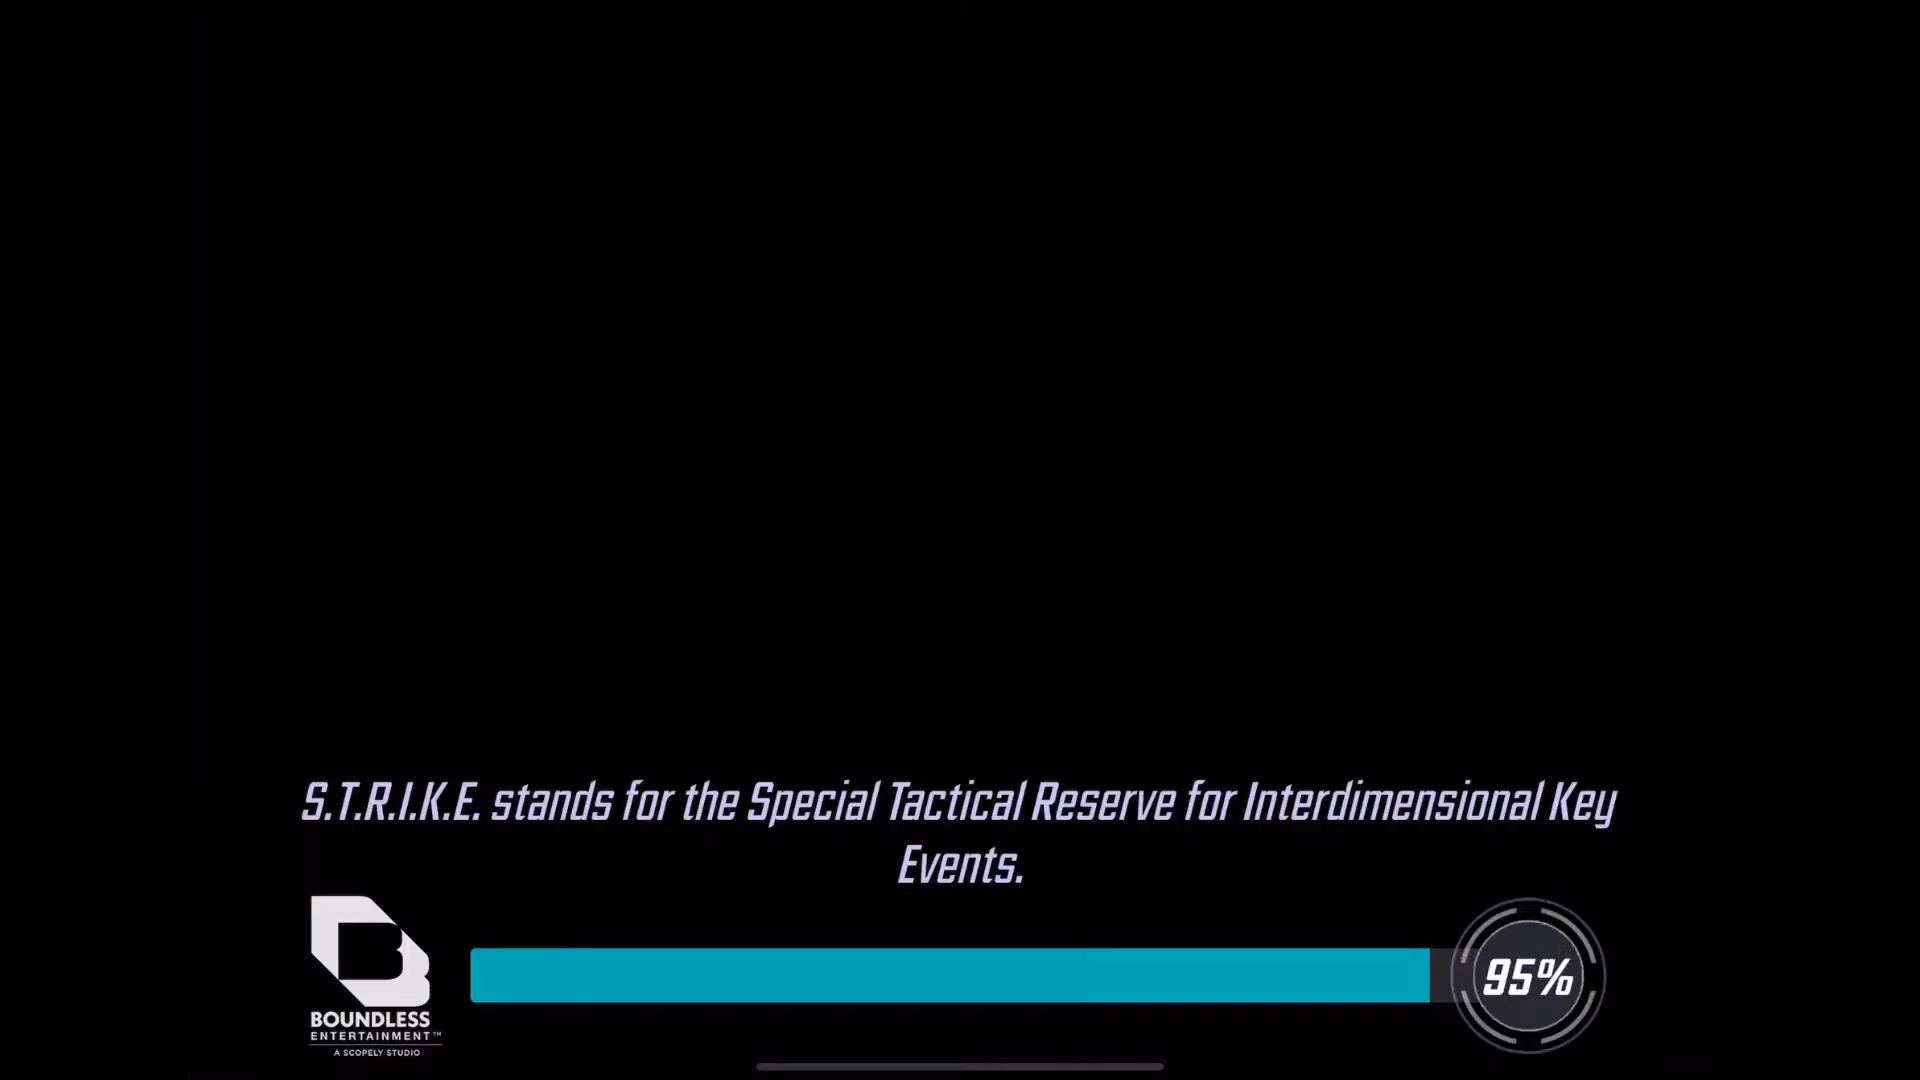 S.T.R.I.K.E. stands for the Special Tactical Reserve for Interdimensional Key
Events.
95%
BOUNDLESS
ENTERTAINMENT™
A SCOPELY STUDIO